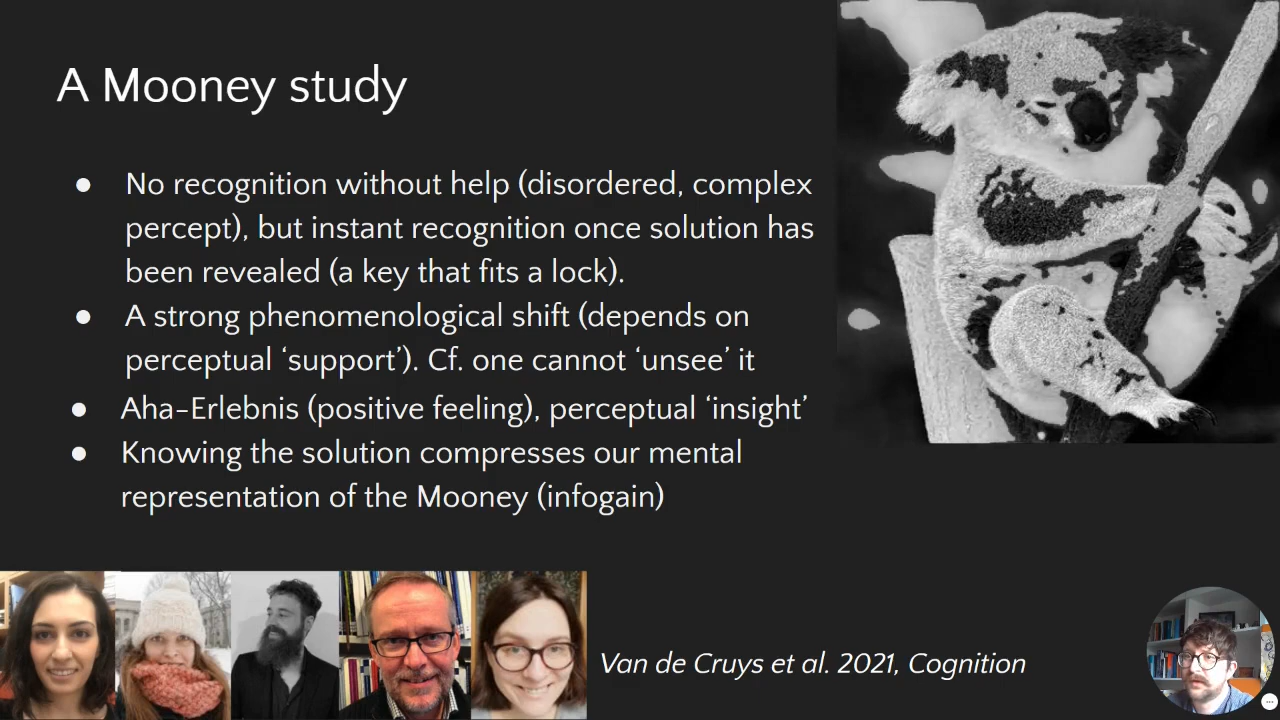 A Mooney study
● No recognition without help (disordered, complex
percept), but instant recognition once solution has
been revealed (a key that fits a lock).
● A strong phenomenological shift (depends on
perceptual ‘support’). Cf. one cannot ‘unsee’ it
● Aha-Erlebnis (positive feeling), perceptual ‘insight’
● Knowing the solution compresses our mental
representation of the Mooney (infogain)
Van de Cruys et al. 2021, Cognition